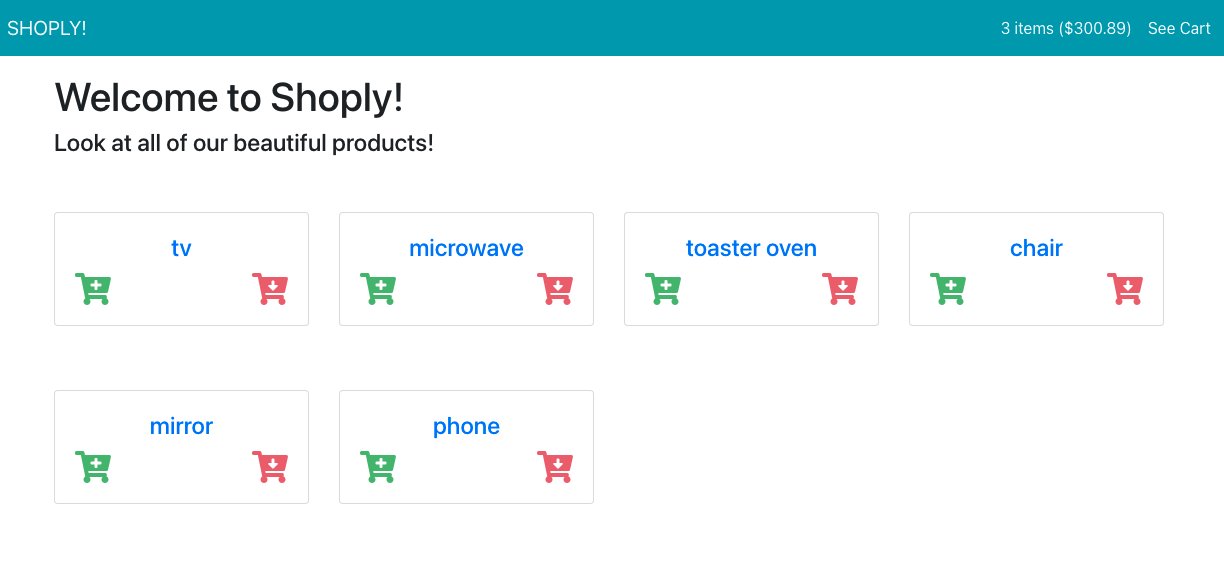 SHOPLY!
3 items ($300.89) See Cart
Welcome to Shoply!
Look at all of our beautiful products!
tv
microwave
toaster oven
chair
mirror
phone